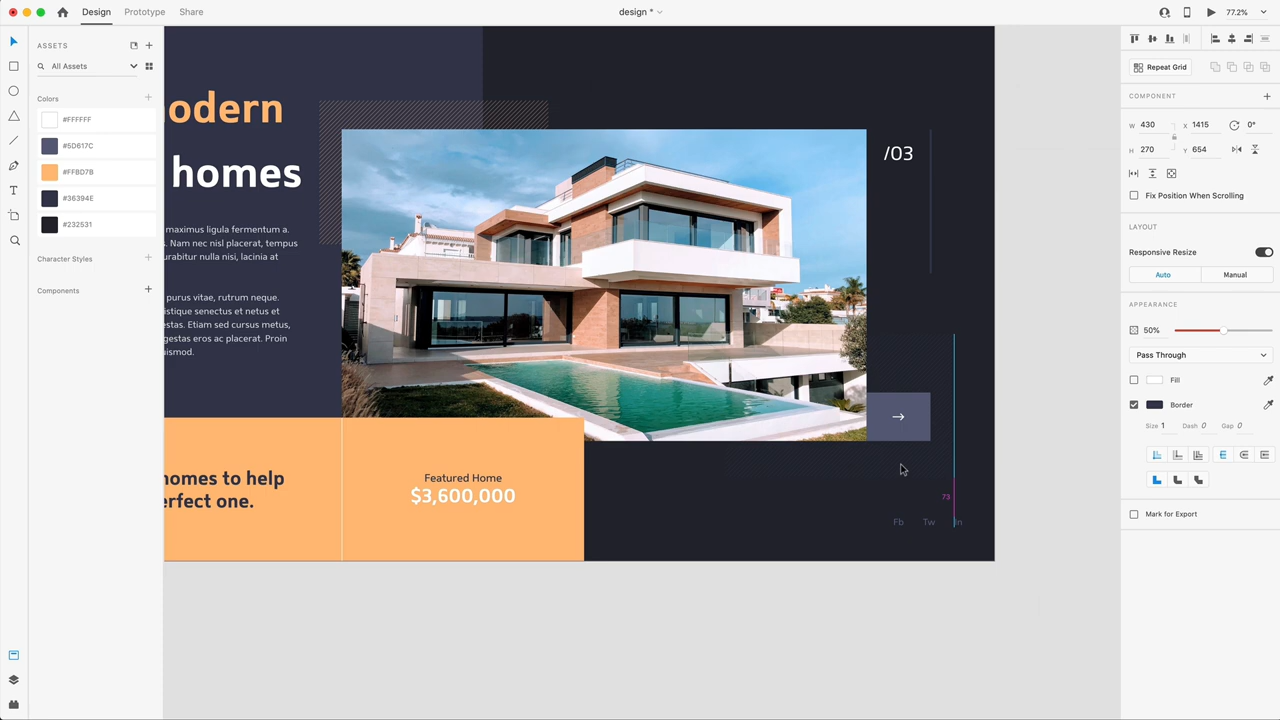 Design
Prototype
Share
design *
77.2%
ASSETS
All Assets
Colors
#FFFFFF
#5D617C
#FFBD7B
#36394E
#232531
Character Styles
Components
odern
homes
maximus ligula fermentum a.
. Nam nec nisl placerat, tempus
urabitur nulla nisi, lacinia at
purus vitae, rutrum neque.
istique senectus et netus et
estas. Etiam sed cursus metus,
gestas eros ac placerat. Proin
uismod.
/03
→
homes to help
erfect one.
Featured Home
$3,600,000
73
Fb
Tw
In
Repeat Grid
COMPONENT
W 430
X 1415
0°
H 270
Y 654
Fix Position When Scrolling
LAYOUT
Responsive Resize
Auto
Manual
APPEARANCE
50%
Pass Through
Fill
Border
Size 1
Dash 0
Gap 0
Mark for Export